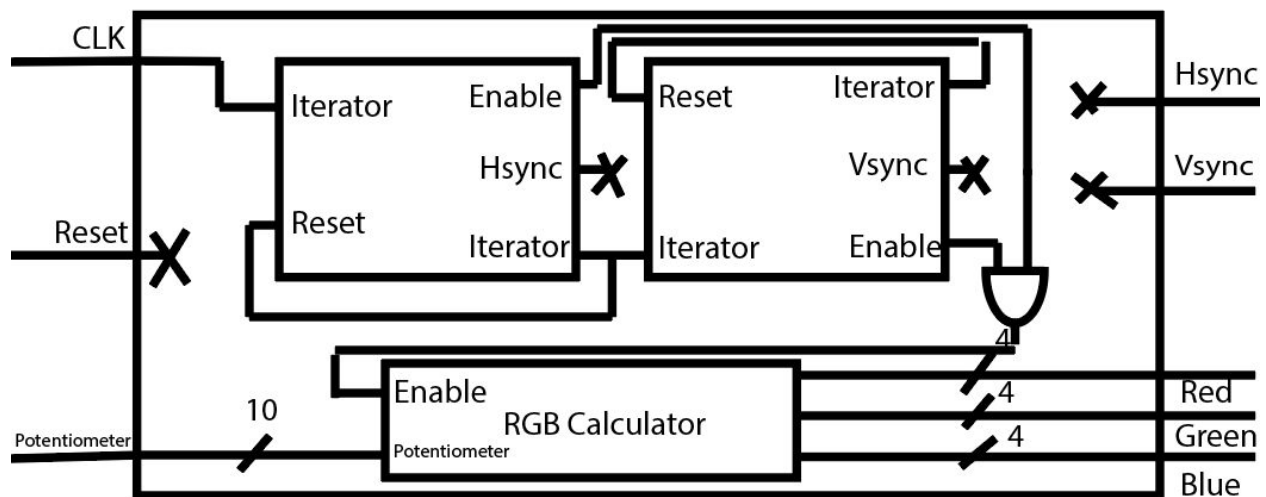 CLK
Hsync
Iterator
Enable
Reset
Iterator
Hsync
Vsync
Vsync
Reset
Reset
Iterator
Iterator
Enable
4
Enable
10
RGB Calculator
4
Red
Potentiometer
Potentiometer
4
Green
Blue